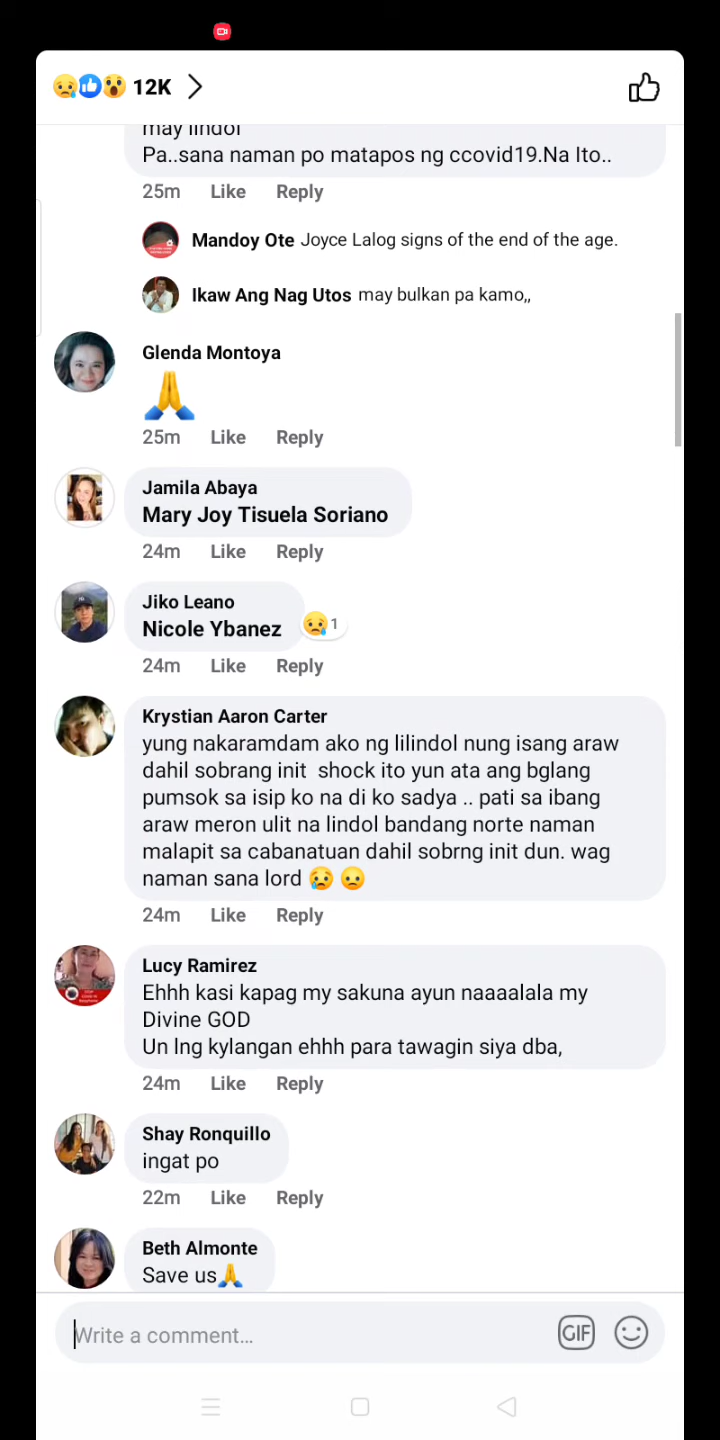 12K
may lindol
Pa..sana naman po matapos ng ccovid19.Na Ito..
25m Like Reply
Mandoy Ote Joyce Lalog signs of the end of the age.
Ikaw Ang Nag Utos may bulkan pa kamo,,
Glenda Montoya
🙏
25m Like Reply
Jamila Abaya
Mary Joy Tisuela Soriano
24m Like Reply
Jiko Leano
Nicole Ybanez
😢 1
24m Like Reply
Krystian Aaron Carter
yung nakaramdam ako ng lilindol nung isang araw
dahil sobrang init shock ito yun ata ang bglang
pumsok sa isip ko na di ko sadya .. pati sa ibang
araw meron ulit na lindol bandang norte naman
malapit sa cabanatuan dahil sobrng init dun. wag
naman sana lord 😢 🙁
24m Like Reply
Lucy Ramirez
Ehhh kasi kapag my sakuna ayun naaaalala my
Divine GOD
Un lng kylangan ehhh para tawagin siya dba,
24m Like Reply
Shay Ronquillo
ingat po
22m Like Reply
Beth Almonte
Save us🙏
Write a comment...
GIF